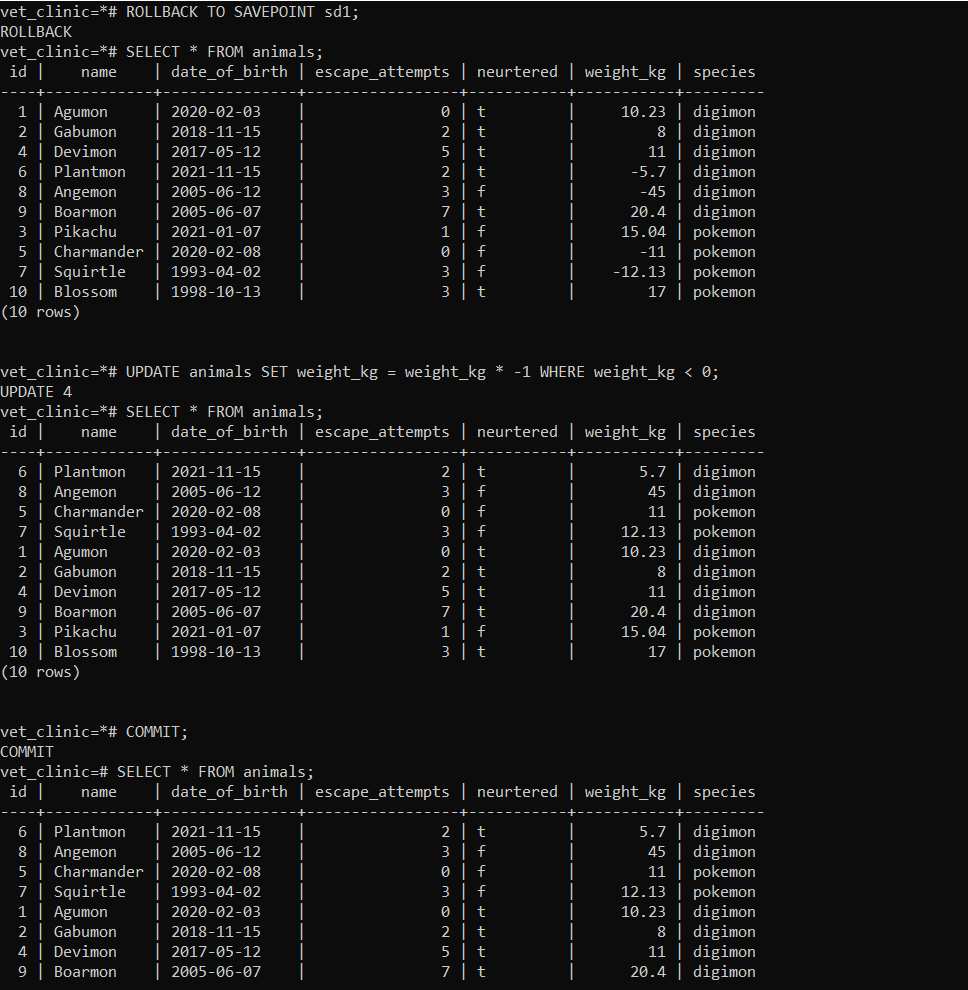 vet_clinic=*# ROLLBACK TO SAVEPOINT sd1;
ROLLBACK
vet_clinic=*# SELECT * FROM animals;
 id |    name    | date_of_birth | escape_attempts | neurtered | weight_kg | species
----+------------+---------------+-----------------+-----------+-----------+---------
  1 | Agumon     | 2020-02-03    |               0 | t         |     10.23 | digimon
  2 | Gabumon    | 2018-11-15    |               2 | t         |         8 | digimon
  4 | Devimon    | 2017-05-12    |               5 | t         |        11 | digimon
  6 | Plantmon   | 2021-11-15    |               2 | t         |      -5.7 | digimon
  8 | Angemon    | 2005-06-12    |               3 | f         |       -45 | digimon
  9 | Boarmon    | 2005-06-07    |               7 | t         |      20.4 | digimon
  3 | Pikachu    | 2021-01-07    |               1 | f         |     15.04 | pokemon
  5 | Charmander | 2020-02-08    |               0 | f         |       -11 | pokemon
  7 | Squirtle   | 1993-04-02    |               3 | f         |    -12.13 | pokemon
 10 | Blossom    | 1998-10-13    |               3 | t         |        17 | pokemon
(10 rows)
vet_clinic=*# UPDATE animals SET weight_kg = weight_kg * -1 WHERE weight_kg < 0;
UPDATE 4
vet_clinic=*# SELECT * FROM animals;
 id |    name    | date_of_birth | escape_attempts | neurtered | weight_kg | species
----+------------+---------------+-----------------+-----------+-----------+---------
  6 | Plantmon   | 2021-11-15    |               2 | t         |       5.7 | digimon
  8 | Angemon    | 2005-06-12    |               3 | f         |        45 | digimon
  5 | Charmander | 2020-02-08    |               0 | f         |        11 | pokemon
  7 | Squirtle   | 1993-04-02    |               3 | f         |     12.13 | pokemon
  1 | Agumon     | 2020-02-03    |               0 | t         |     10.23 | digimon
  2 | Gabumon    | 2018-11-15    |               2 | t         |         8 | digimon
  4 | Devimon    | 2017-05-12    |               5 | t         |        11 | digimon
  9 | Boarmon    | 2005-06-07    |               7 | t         |      20.4 | digimon
  3 | Pikachu    | 2021-01-07    |               1 | f         |     15.04 | pokemon
 10 | Blossom    | 1998-10-13    |               3 | t         |        17 | pokemon
(10 rows)
vet_clinic=*# COMMIT;
COMMIT
vet_clinic=# SELECT * FROM animals;
 id |    name    | date_of_birth | escape_attempts | neurtered | weight_kg | species
----+------------+---------------+-----------------+-----------+-----------+---------
  6 | Plantmon   | 2021-11-15    |               2 | t         |       5.7 | digimon
  8 | Angemon    | 2005-06-12    |               3 | f         |        45 | digimon
  5 | Charmander | 2020-02-08    |               0 | f         |        11 | pokemon
  7 | Squirtle   | 1993-04-02    |               3 | f         |     12.13 | pokemon
  1 | Agumon     | 2020-02-03    |               0 | t         |     10.23 | digimon
  2 | Gabumon    | 2018-11-15    |               2 | t         |         8 | digimon
  4 | Devimon    | 2017-05-12    |               5 | t         |        11 | digimon
  9 | Boarmon    | 2005-06-07    |               7 | t         |      20.4 | digimon